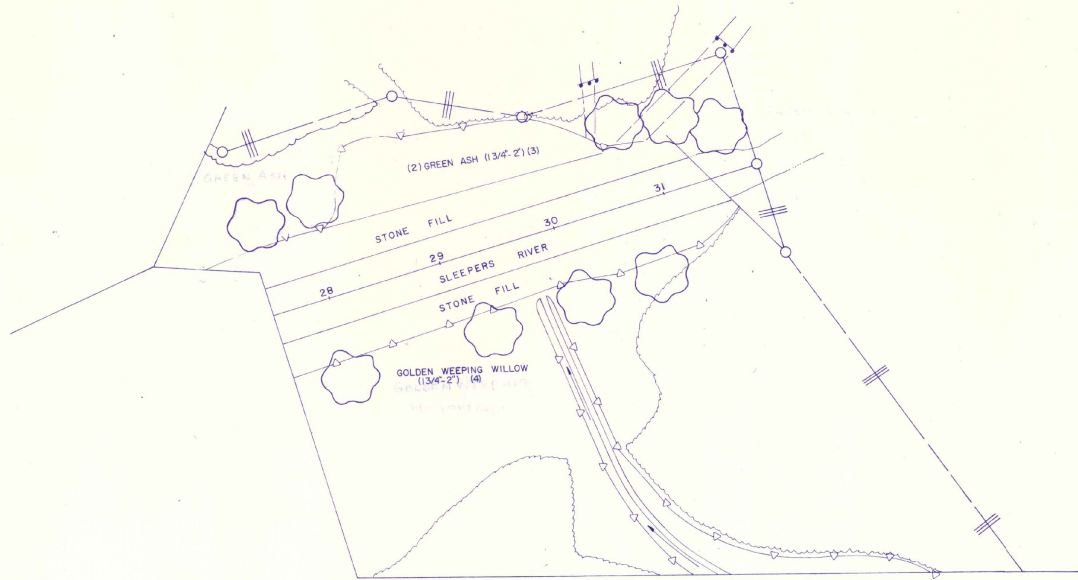 (2) GREEN ASH (1 3/4"-2") (3)
GREEN ASH
STONE FILL
31
30
29
SLEEPERS RIVER
28
STONE FILL
GOLDEN WEEPING WILLOW
(1 3/4"-2") (4)